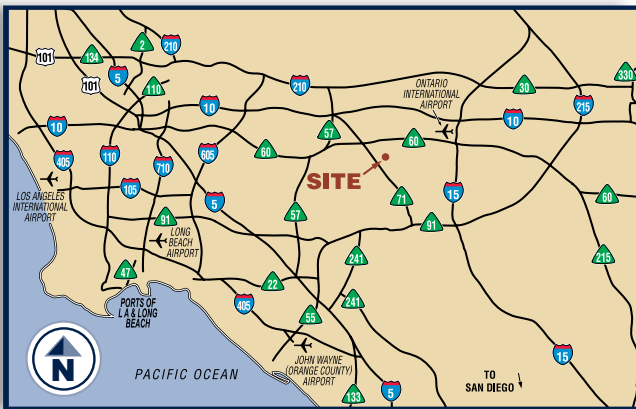 2
210
101
134
5
101
110
210
330
ONTARIO
INTERNATIONAL
AIRPORT
30
215
10
10
10
57
60
60
405
110
710
605
SITE
LOS ANGELES
INTERNATIONAL
AIRPORT
105
5
71
15
60
91
57
91
LONG
BEACH
AIRPORT
241
215
47
22
PORTS OF
L A & LONG
BEACH
405
241
55
15
N
PACIFIC OCEAN
JOHN WAYNE
(ORANGE COUNTY)
AIRPORT
TO
SAN DIEGO
133
5